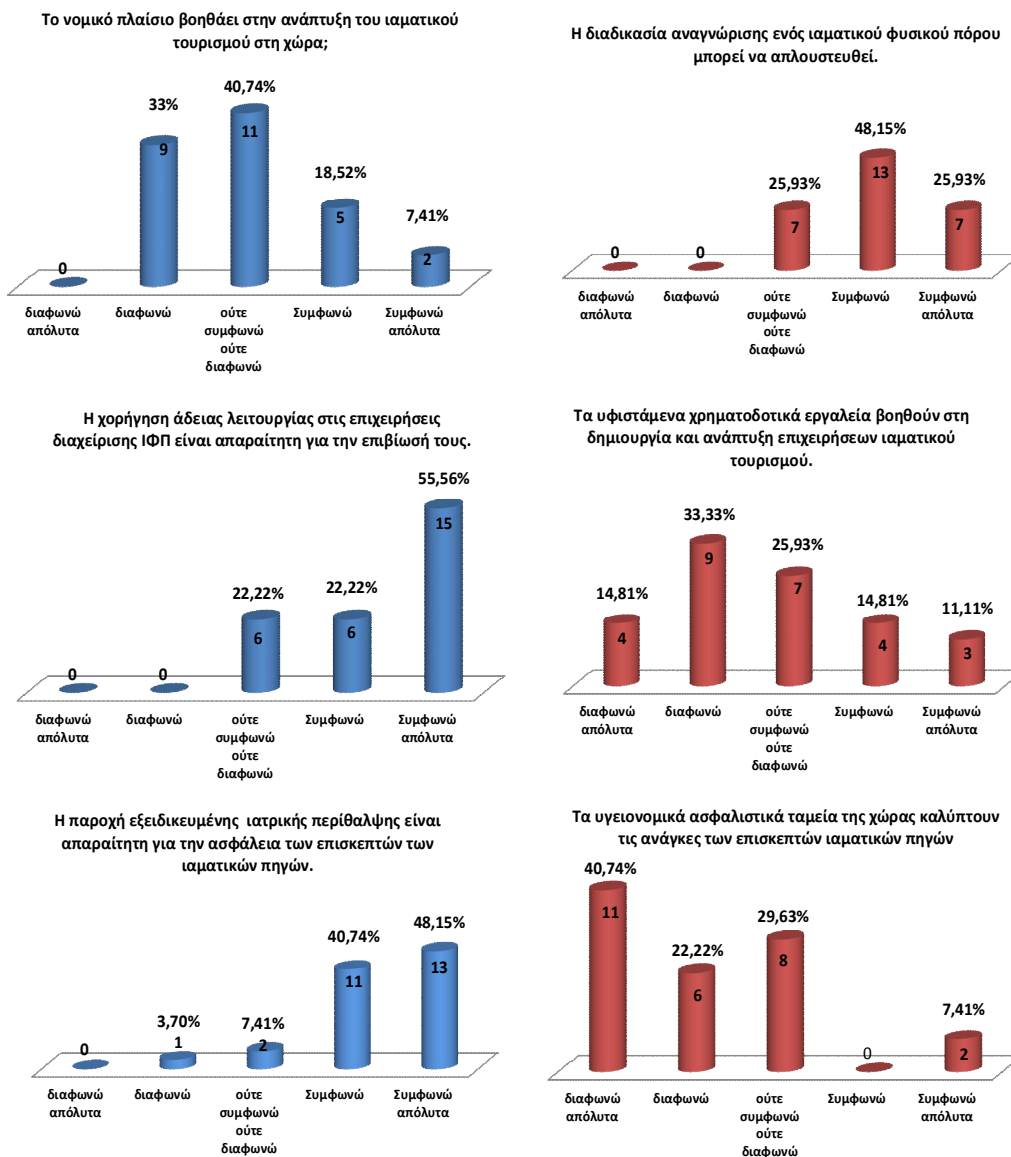 Το νομικό πλαίσιο βοηθάει στην ανάπτυξη του ιαματικού
τουρισμού στη χώρα;
40,74%
33%
11
9
18,52%
5
7,41%
2
0
διαφωνώ διαφωνώ ούτε Συμφωνώ Συμφωνώ
απόλυτα συμφωνώ απόλυτα
ούτε
διαφωνώ
Η διαδικασία αναγνώρισης ενός ιαματικού φυσικού πόρου
μπορεί να απλουστευθεί.
48,15%
13
25,93% 25,93%
7 7
0 0
διαφωνώ διαφωνώ ούτε Συμφωνώ Συμφωνώ
απόλυτα συμφωνώ απόλυτα
ούτε
διαφωνώ
Η χορήγηση άδειας λειτουργίας στις επιχειρήσεις
διαχείρισης ΙΦΠ είναι απαραίτητη για την επιβίωσή τους.
55,56%
15
22,22% 22,22%
6 6
0 0
διαφωνώ διαφωνώ ούτε Συμφωνώ Συμφωνώ
απόλυτα συμφωνώ απόλυτα
ούτε
διαφωνώ
Τα υφιστάμενα χρηματοδοτικά εργαλεία βοηθούν στη
δημιουργία και ανάπτυξη επιχειρήσεων ιαματικού
τουρισμού.
33,33%
9
25,93%
7
14,81% 14,81% 11,11%
4 4 3
διαφωνώ διαφωνώ ούτε Συμφωνώ Συμφωνώ
απόλυτα συμφωνώ απόλυτα
ούτε
διαφωνώ
Η παροχή εξειδικευμένης ιατρικής περίθαλψης είναι
απαραίτητη για την ασφάλεια των επισκεπτών των
ιαματικών πηγών.
48,15%
40,74%
13
11
3,70% 7,41%
1 2
0
διαφωνώ διαφωνώ ούτε Συμφωνώ Συμφωνώ
απόλυτα συμφωνώ απόλυτα
ούτε
διαφωνώ
Τα υγειονομικά ασφαλιστικά ταμεία της χώρας καλύπτουν
τις ανάγκες των επισκεπτών ιαματικών πηγών
40,74%
11
29,63%
8
22,22%
6
7,41%
0 2
διαφωνώ διαφωνώ ούτε Συμφωνώ Συμφωνώ
απόλυτα συμφωνώ απόλυτα
ούτε
διαφωνώ